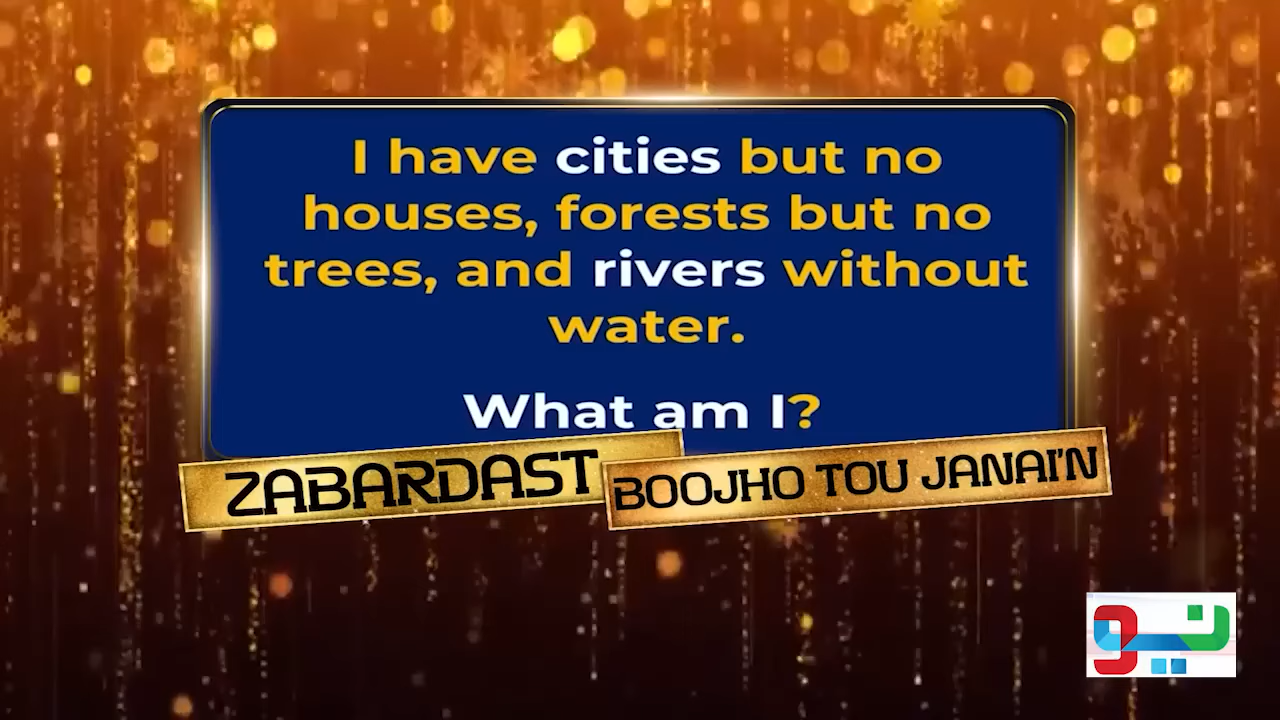 I have cities but no
houses, forests but no
trees, and rivers without
water.
What am I?
ZABARDAST
BOOJHO TOU JANAI'N
نیو